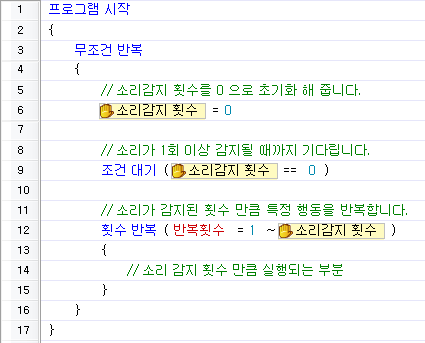 1 프로그램 시작
2 {
3 무조건 반복
4 {
5 // 소리감지 횟수를 0 으로 초기화 해 줍니다.
6 소리감지 횟수 = 0
7
8 // 소리가 1회 이상 감지될 때까지 기다립니다.
9 조건 대기 ( 소리감지 횟수 == 0 )
10
11 // 소리가 감지된 횟수 만큼 특정 행동을 반복합니다.
12 횟수 반복 ( 반복횟수 = 1 ~ 소리감지 횟수 )
13 {
14 // 소리 감지 횟수 만큼 실행되는 부분
15 }
16 }
17 }